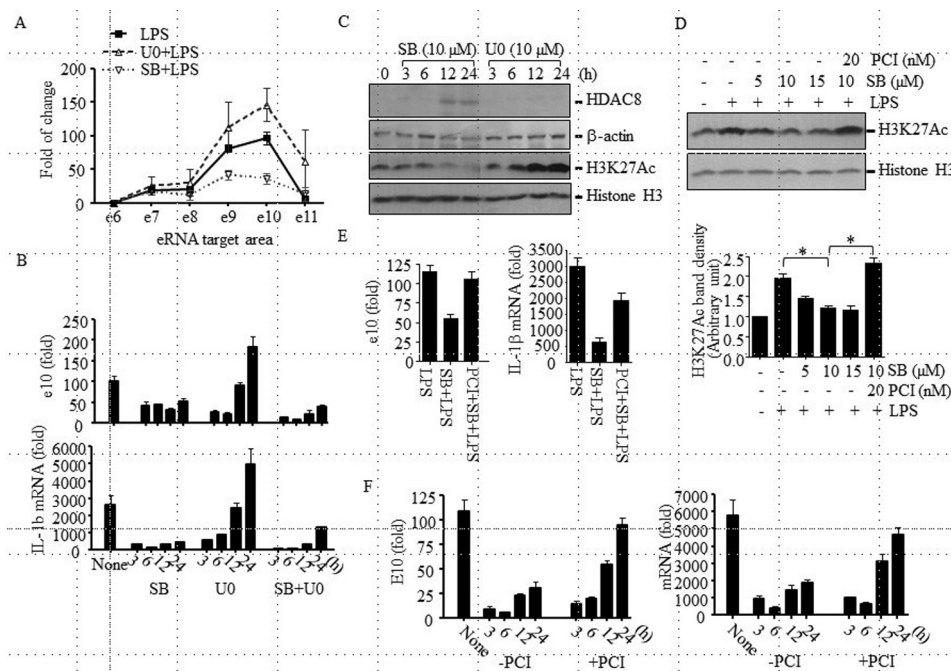 A
LPS
U0+LPS
SB+LPS
Fold of change
200
150
100
50
0
e6 e7 e8 e9 e10 e11
eRNA target area
B
e10 (fold)
250
200
150
100
50
0
IL-1b mRNA (fold)
6000
5000
4000
3000
2000
1000
0
None 3 6 12 24 3 6 12 24 3 6 12 24 (h)
SB U0 SB+U0
C
SB (10 μM) U0 (10 μM)
0 3 6 12 24 3 6 12 24 (h)
HDAC8
β-actin
H3K27Ac
Histone H3
D
20 PCI (nM)
- - 5 10 15 10 SB (μM)
- + + + + + LPS
H3K27Ac
Histone H3
H3K27Ac band density
(Arbitrary unit)
2.5
2.0
1.5
1.0
0.5
0.0
* *
- - 5 10 15 10 SB (μM)
- - - - - 20 PCI (nM)
- + + + + + LPS
E
e10 (fold)
125
100
75
50
25
0
LPS
SB+LPS
PCI+SB+LPS
IL-1β mRNA (fold)
3500
3000
2500
2000
1500
1000
500
0
LPS
SB+LPS
PCI+SB+LPS
F
E10 (fold)
125
100
75
50
25
0
None 3 6 12 24 3 6 12 24 (h)
-PCI +PCI
mRNA (fold)
7000
6000
5000
4000
3000
2000
1000
0
None 3 6 12 24 3 6 12 24 (h)
-PCI +PCI